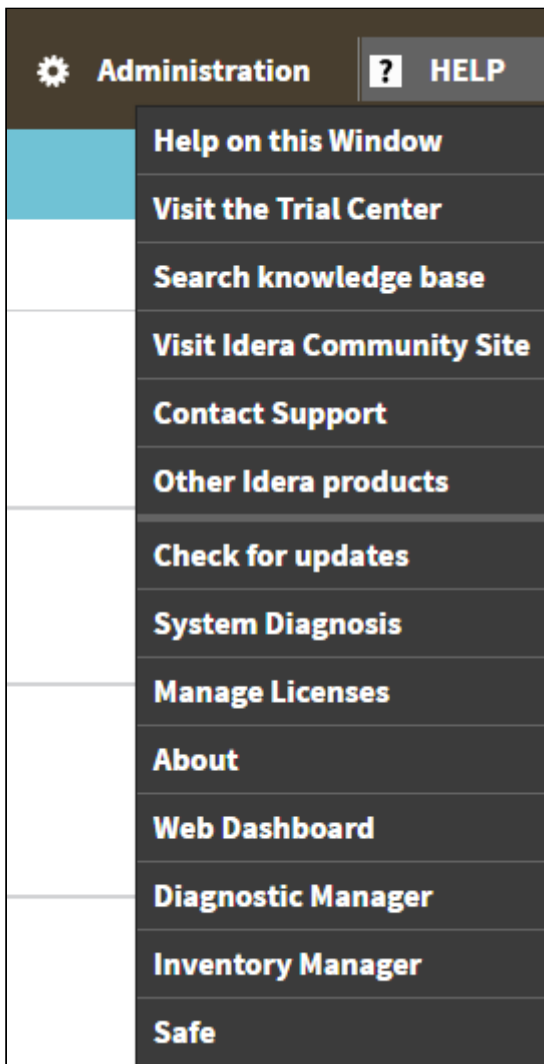 Administration ? HELP
Help on this Window
Visit the Trial Center
Search knowledge base
Visit Idera Community Site
Contact Support
Other Idera products
Check for updates
System Diagnosis
Manage Licenses
About
Web Dashboard
Diagnostic Manager
Inventory Manager
Safe